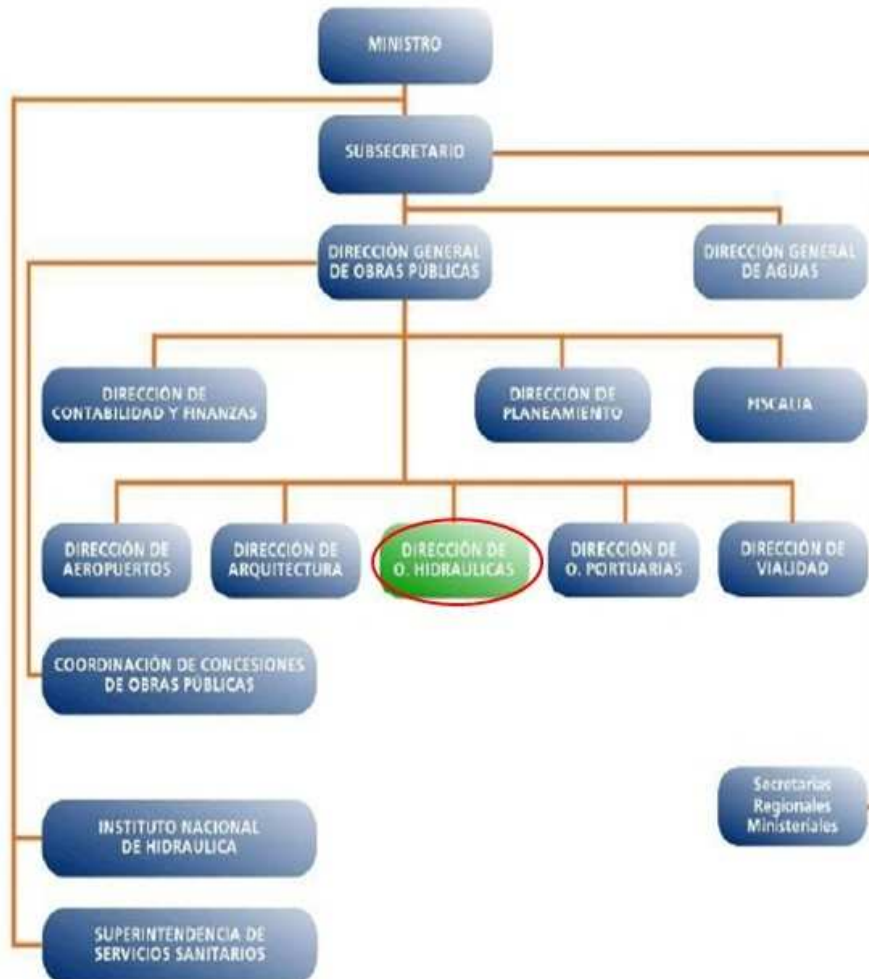 MINISTRO
SUBSECRETARIO
DIRECCIÓN GENERAL
DE OBRAS PÚBLICAS
DIRECCIÓN GENERAL
DE AGUAS
DIRECCIÓN DE
CONTABILIDAD Y FINANZAS
DIRECCIÓN DE
PLANEAMIENTO
FISCALIA
DIRECCIÓN DE
AEROPUERTOS
DIRECCIÓN DE
ARQUITECTURA
DIRECCIÓN DE
O. HIDRAULICAS
DIRECCIÓN DE
O. PORTUARIAS
DIRECCIÓN DE
VIALIDAD
COORDINACIÓN DE CONCESIONES
DE OBRAS PÚBLICAS
Secretarias
Regionales
Ministeriales
INSTITUTO NACIONAL
DE HIDRAULICA
SUPERINTENDENCIA DE
SERVICIOS SANITARIOS